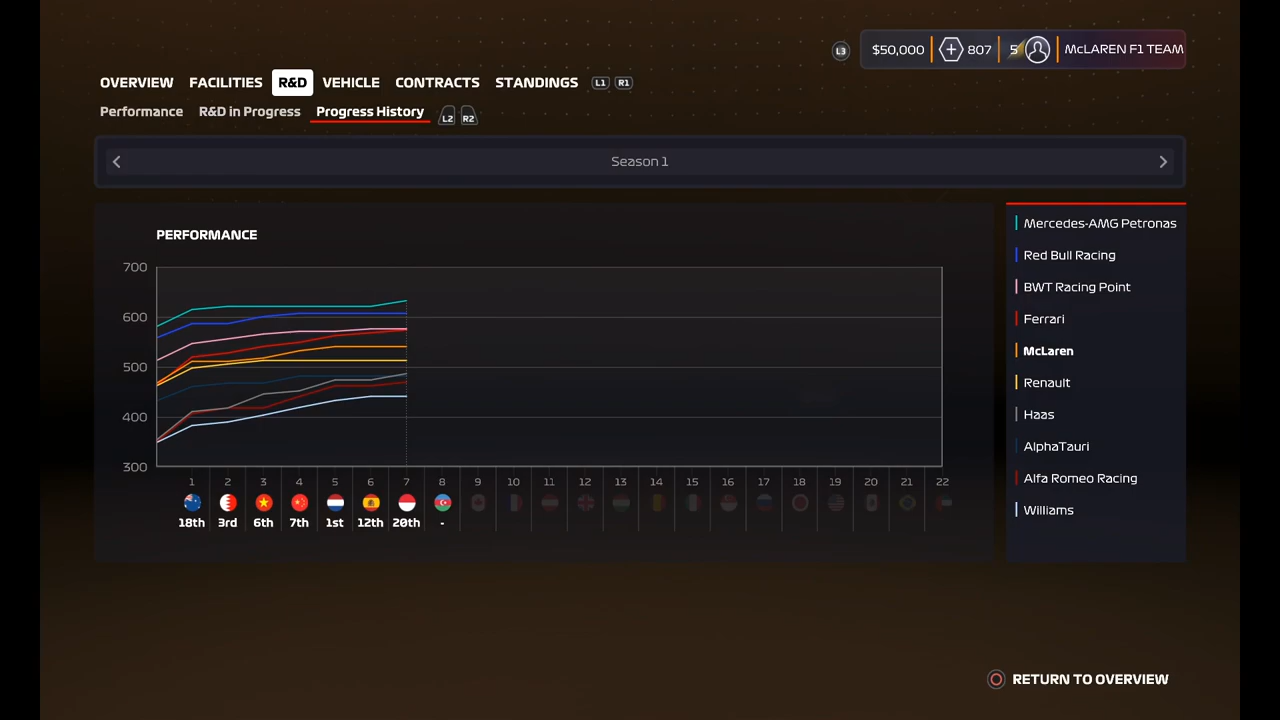 L3 $50,000 807 5 McLAREN F1 TEAM
OVERVIEW FACILITIES R&D VEHICLE CONTRACTS STANDINGS L1 R1
Performance R&D in Progress Progress History L2 R2
Season 1
PERFORMANCE
700
600
500
400
300
1 2 3 4 5 6 7 8 9 10 11 12 13 14 15 16 17 18 19 20 21 22
18th 3rd 6th 7th 1st 12th 20th -
Mercedes-AMG Petronas
Red Bull Racing
BWT Racing Point
Ferrari
McLaren
Renault
Haas
AlphaTauri
Alfa Romeo Racing
Williams
RETURN TO OVERVIEW